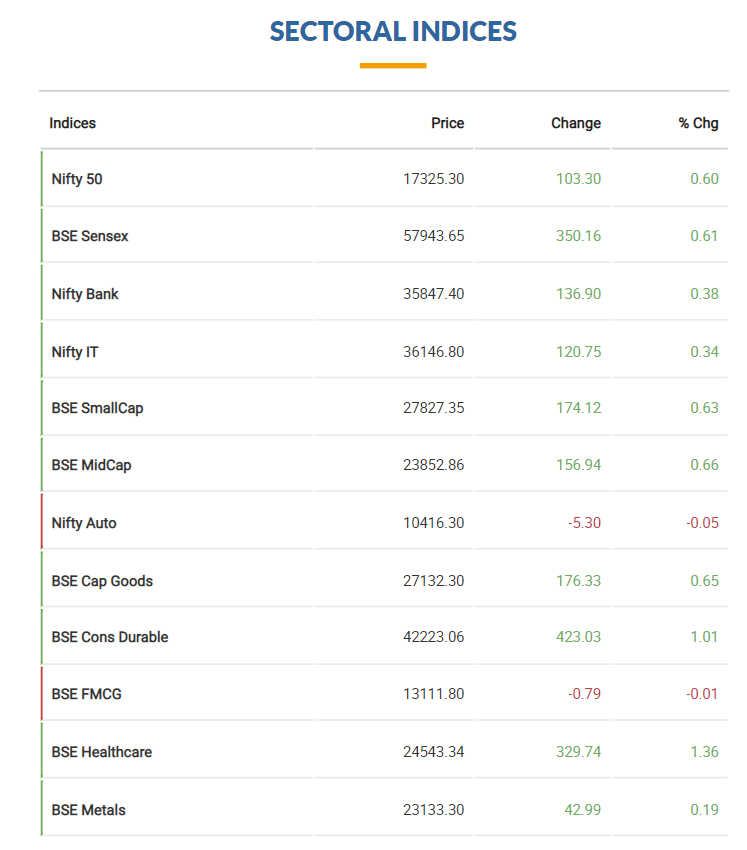 SECTORAL INDICES
Indices Price Change % Chg
Nifty 50 17325.30 103.30 0.60
BSE Sensex 57943.65 350.16 0.61
Nifty Bank 35847.40 136.90 0.38
Nifty IT 36146.80 120.75 0.34
BSE SmallCap 27827.35 174.12 0.63
BSE MidCap 23852.86 156.94 0.66
Nifty Auto 10416.30 -5.30 -0.05
BSE Cap Goods 27132.30 176.33 0.65
BSE Cons Durable 42223.06 423.03 1.01
BSE FMCG 13111.80 -0.79 -0.01
BSE Healthcare 24543.34 329.74 1.36
BSE Metals 23133.30 42.99 0.19